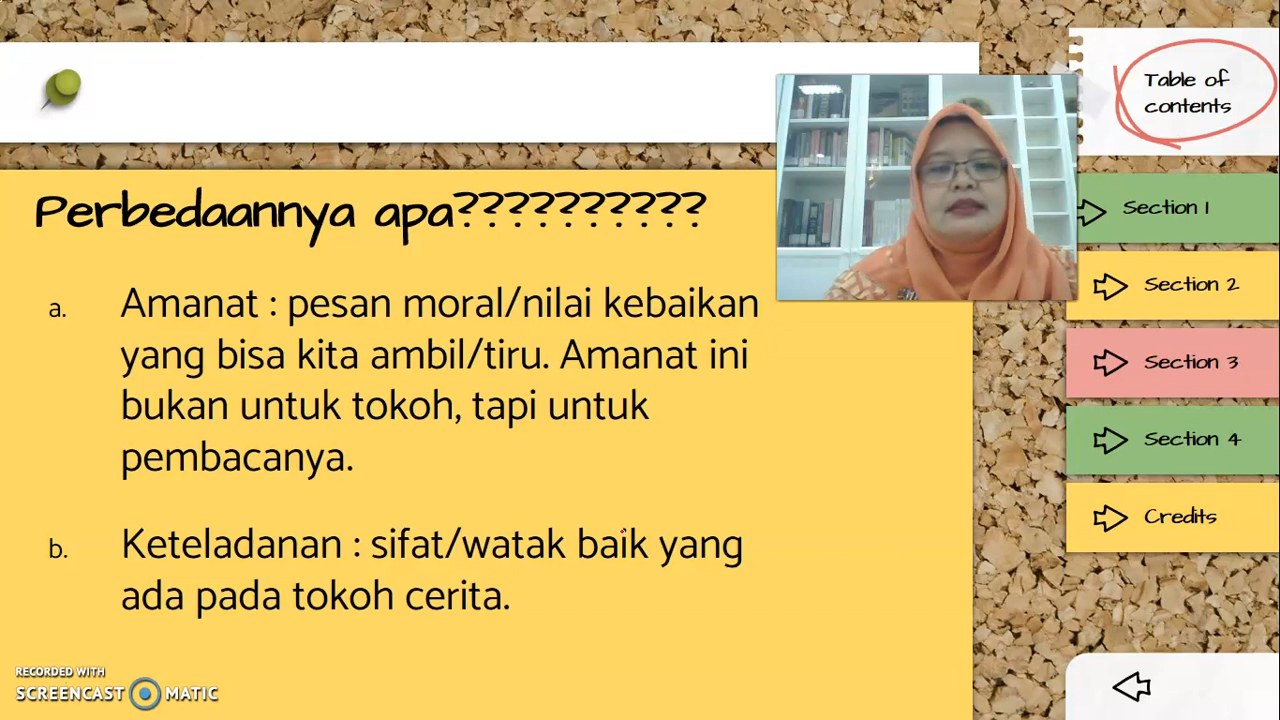 Perbedaannya apa??????????
a. Amanat : pesan moral/nilai kebaikan
yang bisa kita ambil/tiru. Amanat ini
bukan untuk tokoh, tapi untuk
pembacanya.
b. Keteladanan : sifat/watak baik yang
ada pada tokoh cerita.
Table of
contents
Section 1
Section 2
Section 3
Section 4
Credits
RECORDED WITH
SCREENCAST MATIC